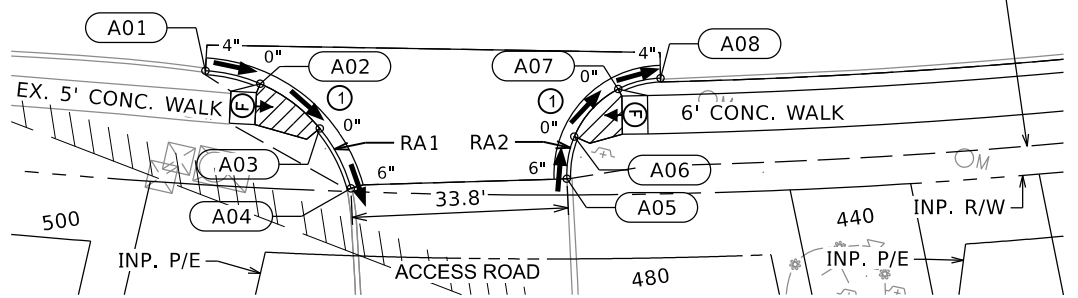 A01
4"
0"
A02
A07
0"
4"
A08
EX. 5' CONC. WALK
F
1
1
F
6' CONC. WALK
0"
0"
RA1
RA2
A03
A06
M
6"
6"
A04
33.8'
A05
500
440
INP. R/W
INP. P/E
INP. P/E
ACCESS ROAD
480